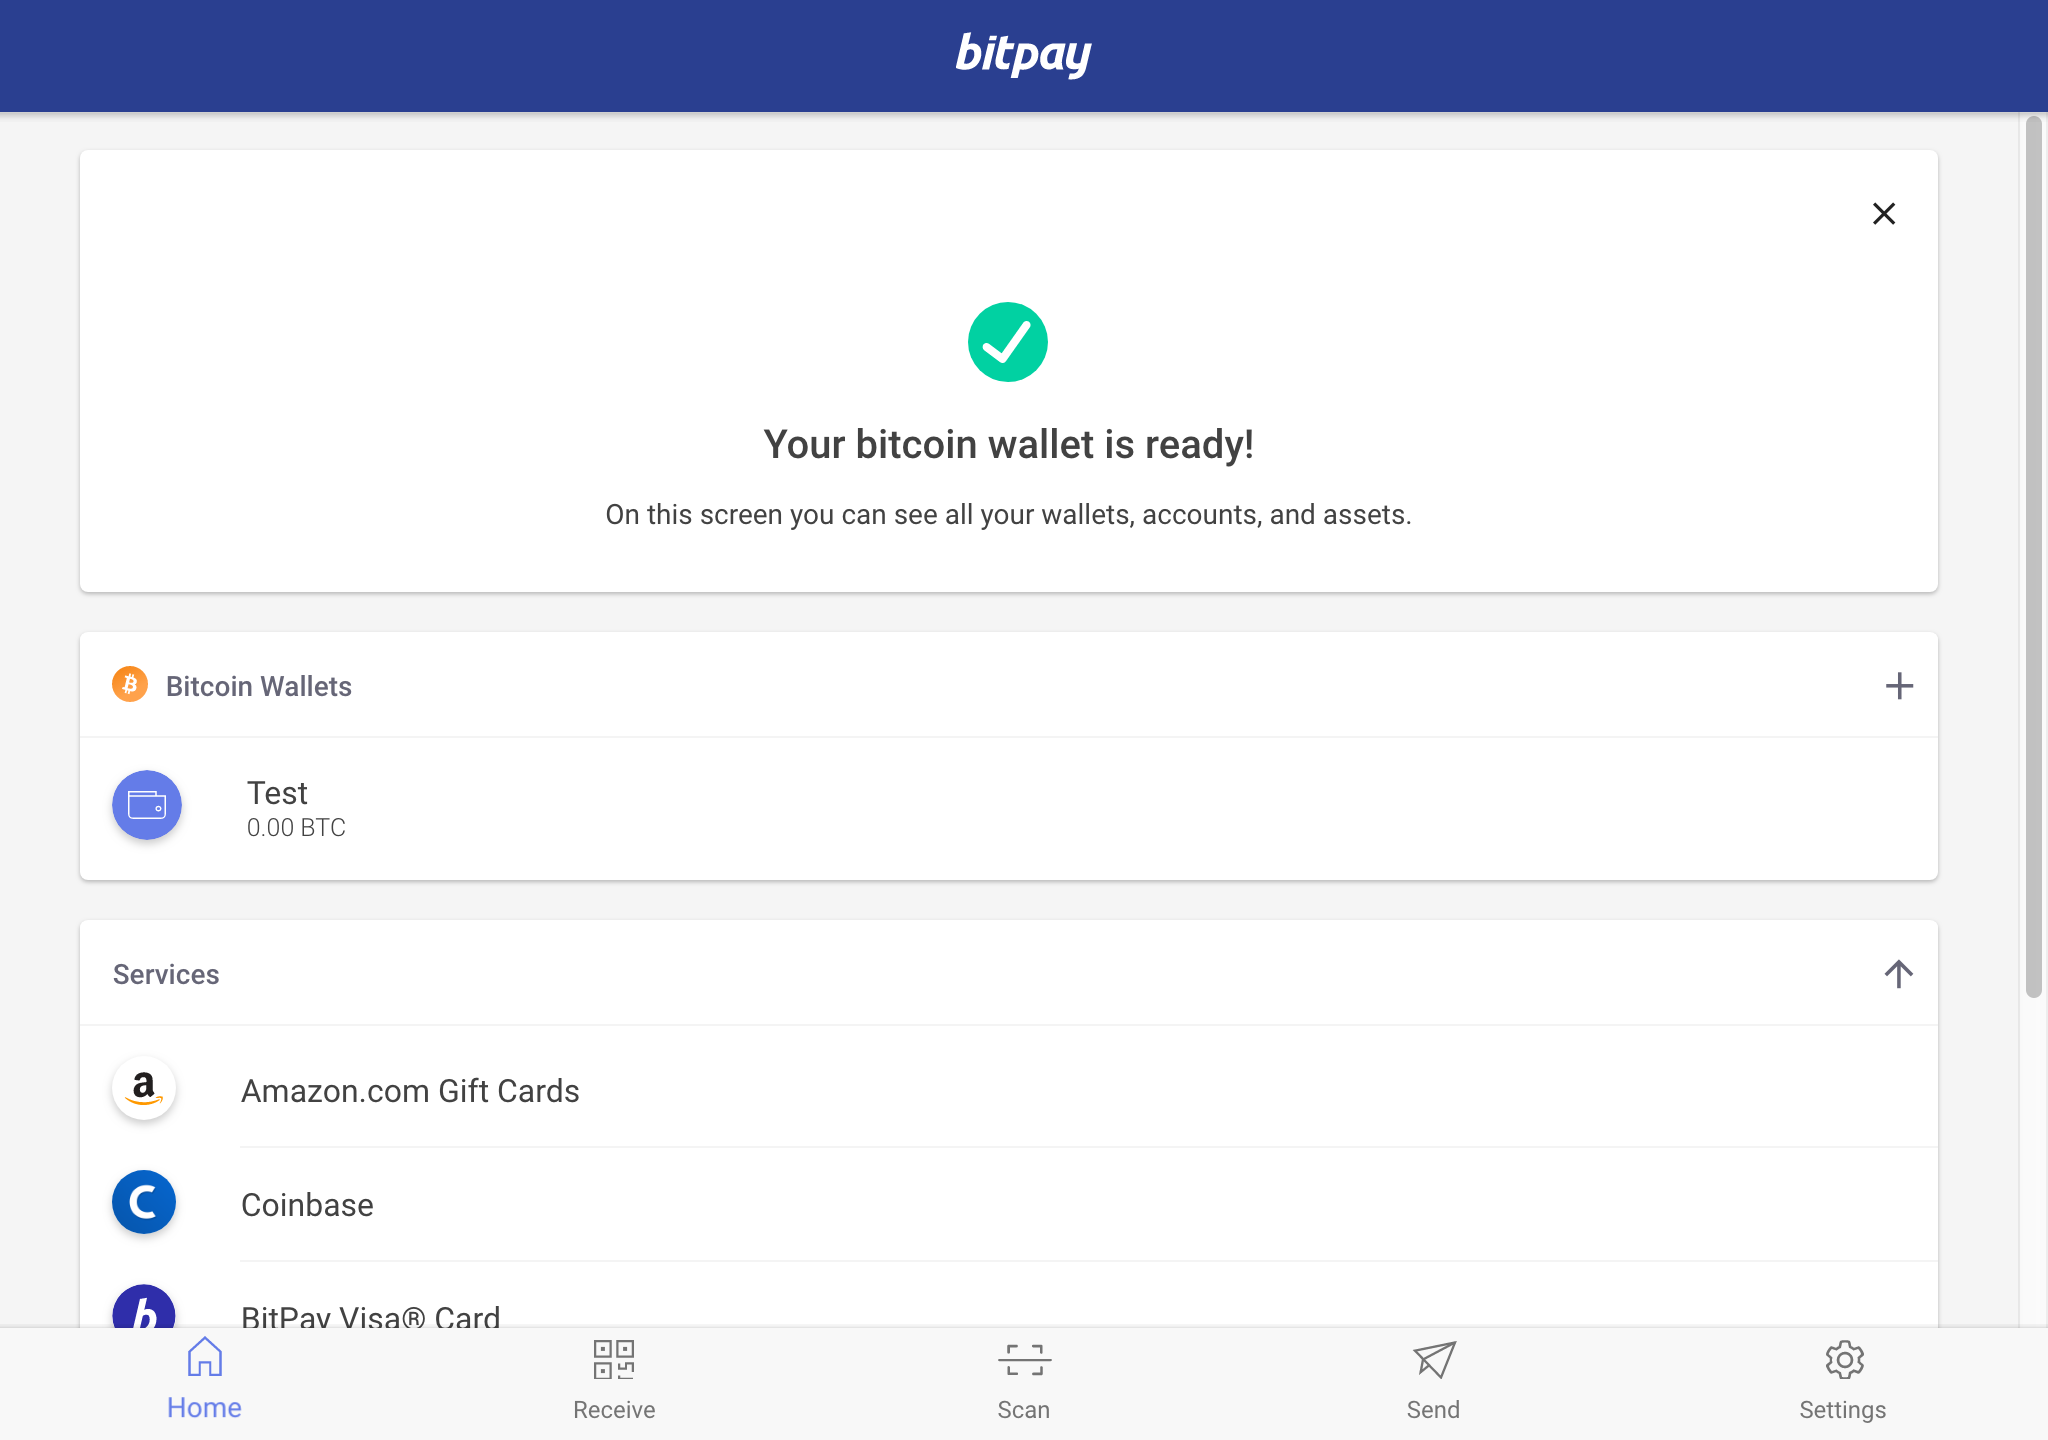 bitpay
Your bitcoin wallet is ready!
On this screen you can see all your wallets, accounts, and assets.
Bitcoin Wallets
Test
0.00 BTC
Services
Amazon.com Gift Cards
Coinbase
BitPay Visa® Card
Home
Receive
Scan
Send
Settings